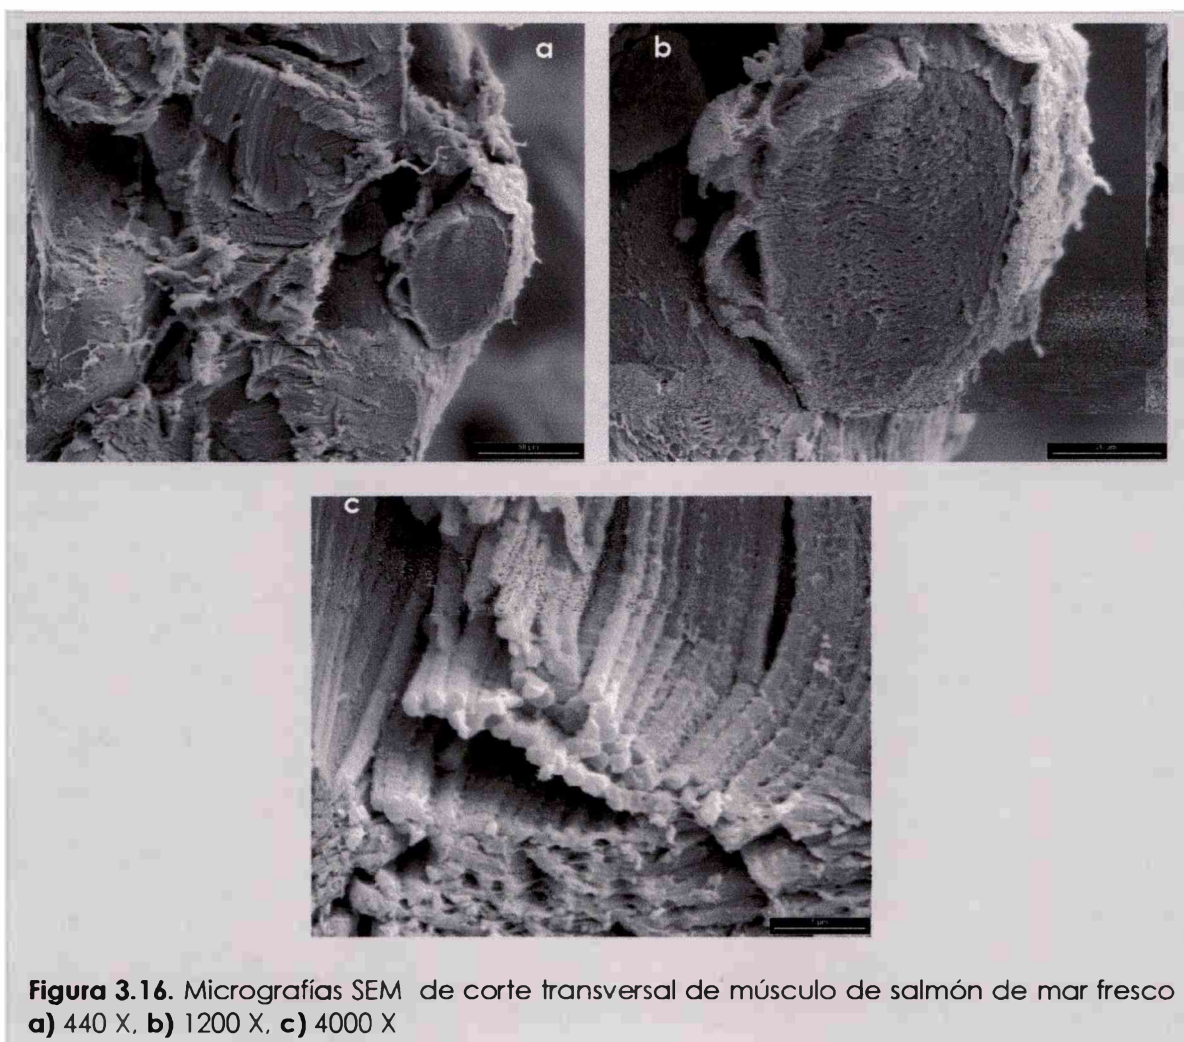 a
b
c
Figura 3.16. Micrografías SEM de corte transversal de músculo de salmón de mar fresco
a) 440 X, b) 1200 X, c) 4000 X